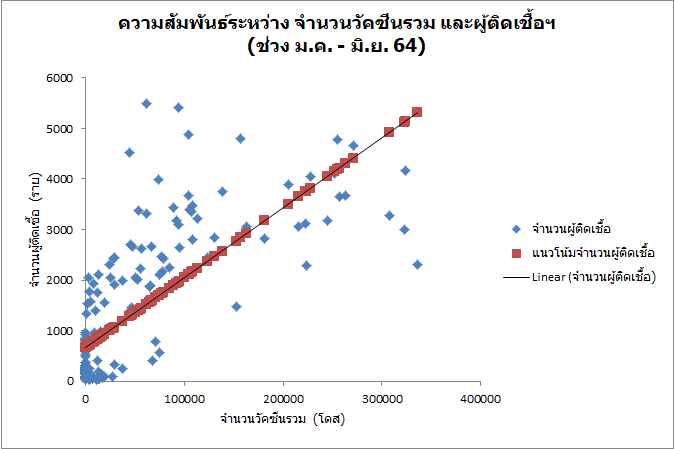 ความสัมพันธ์ระหว่าง จำนวนวัคซีนรวม และผู้ติดเชื้อฯ
(ช่วง ม.ค. - มิ.ย. 64)
จำนวนผู้ติดเชื้อ (ราย)
6000
5000
4000
3000
2000
1000
0
0
100000
200000
300000
400000
จำนวนวัคซีนรวม (โดส)
จำนวนผู้ติดเชื้อ
แนวโน้มจำนวนผู้ติดเชื้อ
Linear (จำนวนผู้ติดเชื้อ)